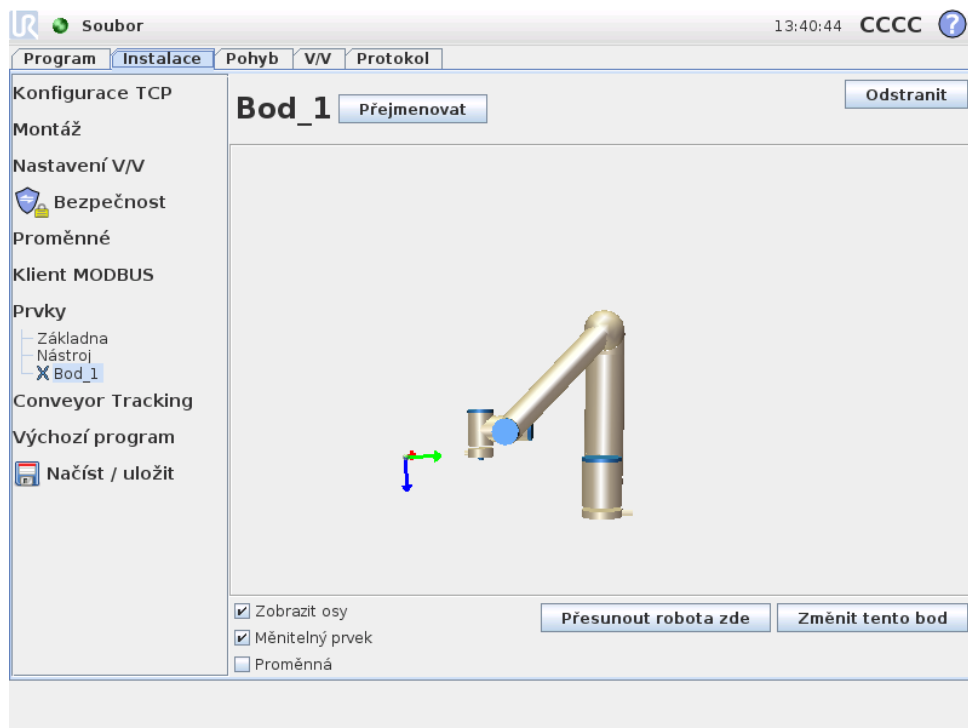 UR Soubor 13:40:44 CCCC ?
Program Instalace Pohyb V/V Protokol
Konfigurace TCP
Montáž
Nastavení V/V
Bezpečnost
Proměnné
Klient MODBUS
Prvky
Základna
Nástroj
Bod_1
Conveyor Tracking
Výchozí program
Načíst / uložit
Bod_1 Přejmenovat Odstranit
Zobrazit osy
Měnitelný prvek
Proměnná
Přesunout robota zde Změnit tento bod